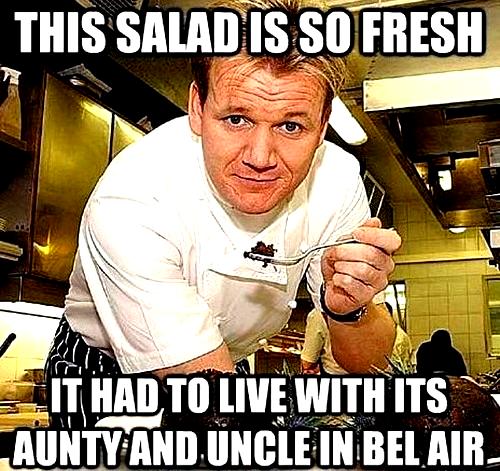 THIS SALAD IS SO FRESH
IT HAD TO LIVE WITH ITS
AUNTY AND UNCLE IN BEL AIR